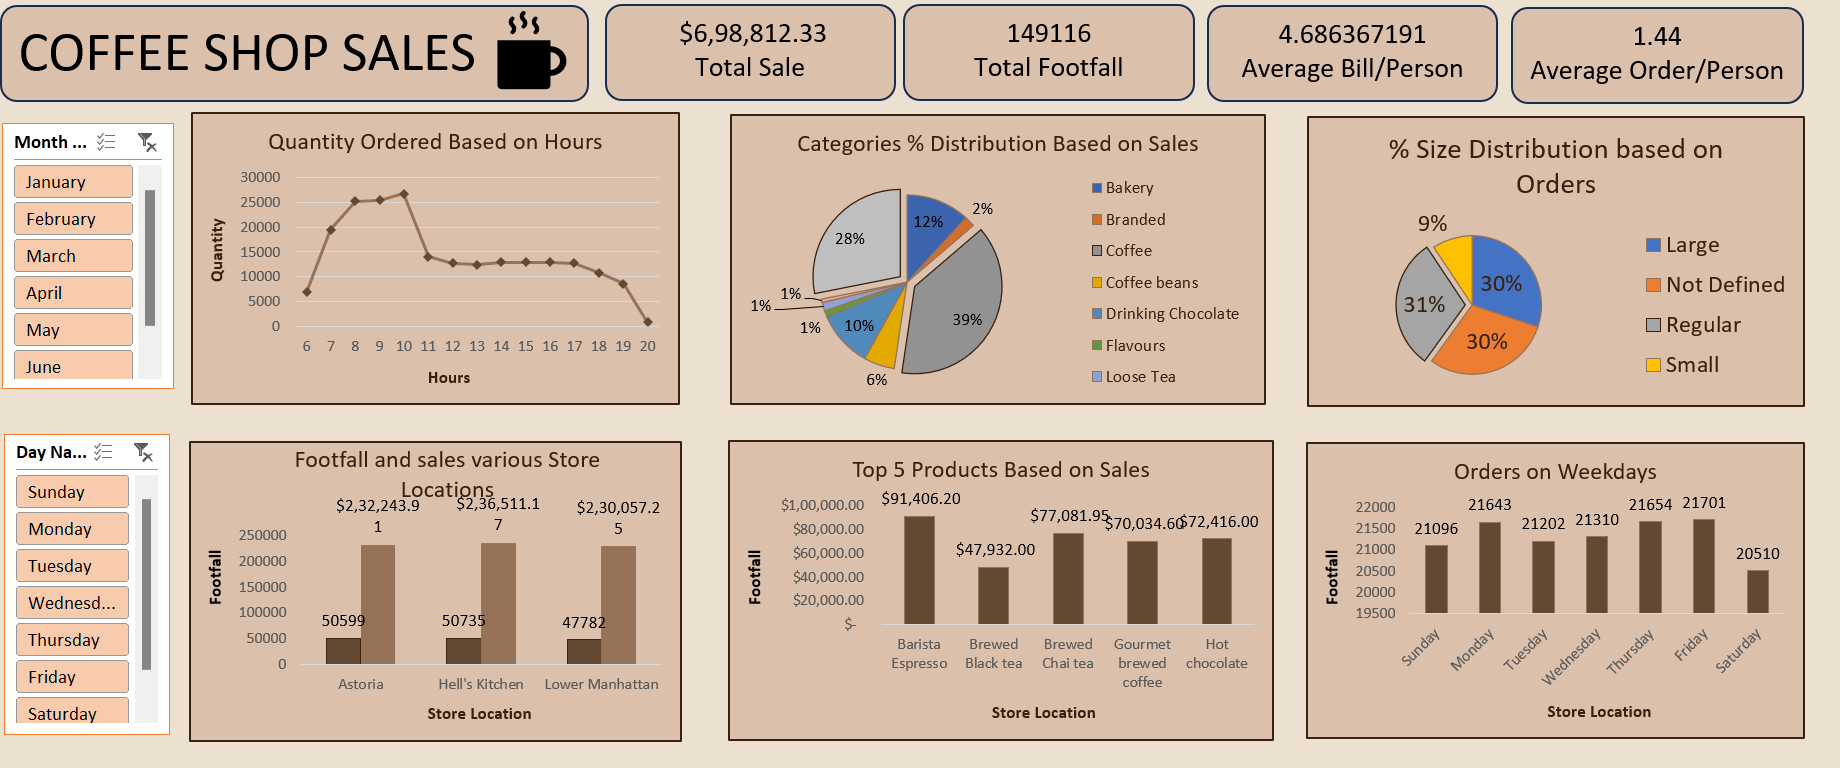 COFFEE SHOP SALES
$6,98,812.33
Total Sale
149116
Total Footfall
4.686367191
Average Bill/Person
1.44
Average Order/Person
Month ...
January
February
March
April
May
June
Quantity Ordered Based on Hours
Quantity
30000
25000
20000
15000
10000
5000
0
6 7 8 9 10 11 12 13 14 15 16 17 18 19 20
Hours
Categories % Distribution Based on Sales
12%
2%
39%
6%
10%
1%
1%
1%
28%
Bakery
Branded
Coffee
Coffee beans
Drinking Chocolate
Flavours
Loose Tea
% Size Distribution based on
Orders
9%
30%
31%
30%
Large
Not Defined
Regular
Small
Day Na...
Sunday
Monday
Tuesday
Wednesd...
Thursday
Friday
Saturday
Footfall and sales various Store
Locations
Footfall
250000
200000
150000
100000
50000
0
$2,32,243.9
1
$2,36,511.1
7
$2,30,057.2
5
50599
50735
47782
Astoria
Hell's Kitchen
Lower Manhattan
Store Location
Top 5 Products Based on Sales
Footfall
$1,00,000.00
$80,000.00
$60,000.00
$40,000.00
$20,000.00
$-
$91,406.20
$47,932.00
$77,081.95
$70,034.60
$72,416.00
Barista
Espresso
Brewed
Black tea
Brewed
Chai tea
Gourmet
brewed
coffee
Hot
chocolate
Store Location
Orders on Weekdays
Footfall
22000
21500
21000
20500
20000
19500
21096
21643
21202
21310
21654
21701
20510
Sunday
Monday
Tuesday
Wednesday
Thursday
Friday
Saturday
Store Location